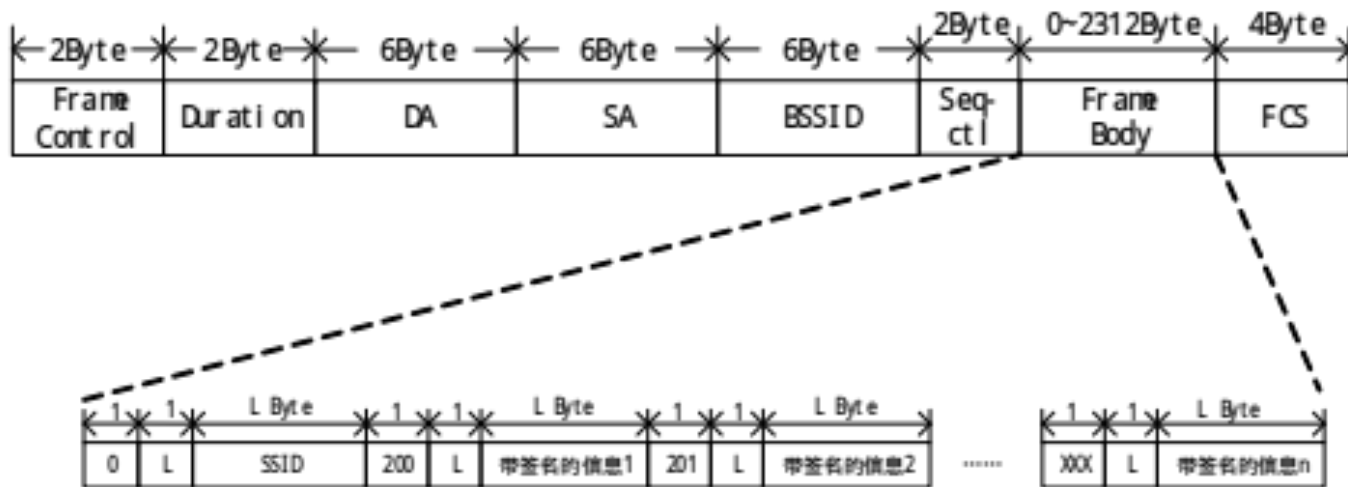 2Byte 2Byte 6Byte 6Byte 6Byte 2Byte 0~2312Byte 4Byte
Frame Control Duration DA SA BSSID Seq-ctl Frame Body FCS
1 1 L Byte 1 1 L Byte 1 1 L Byte 1 1 L Byte
0 L SSID 200 L 带签名的信息1 201 L 带签名的信息2 ...... XXX L 带签名的信息n